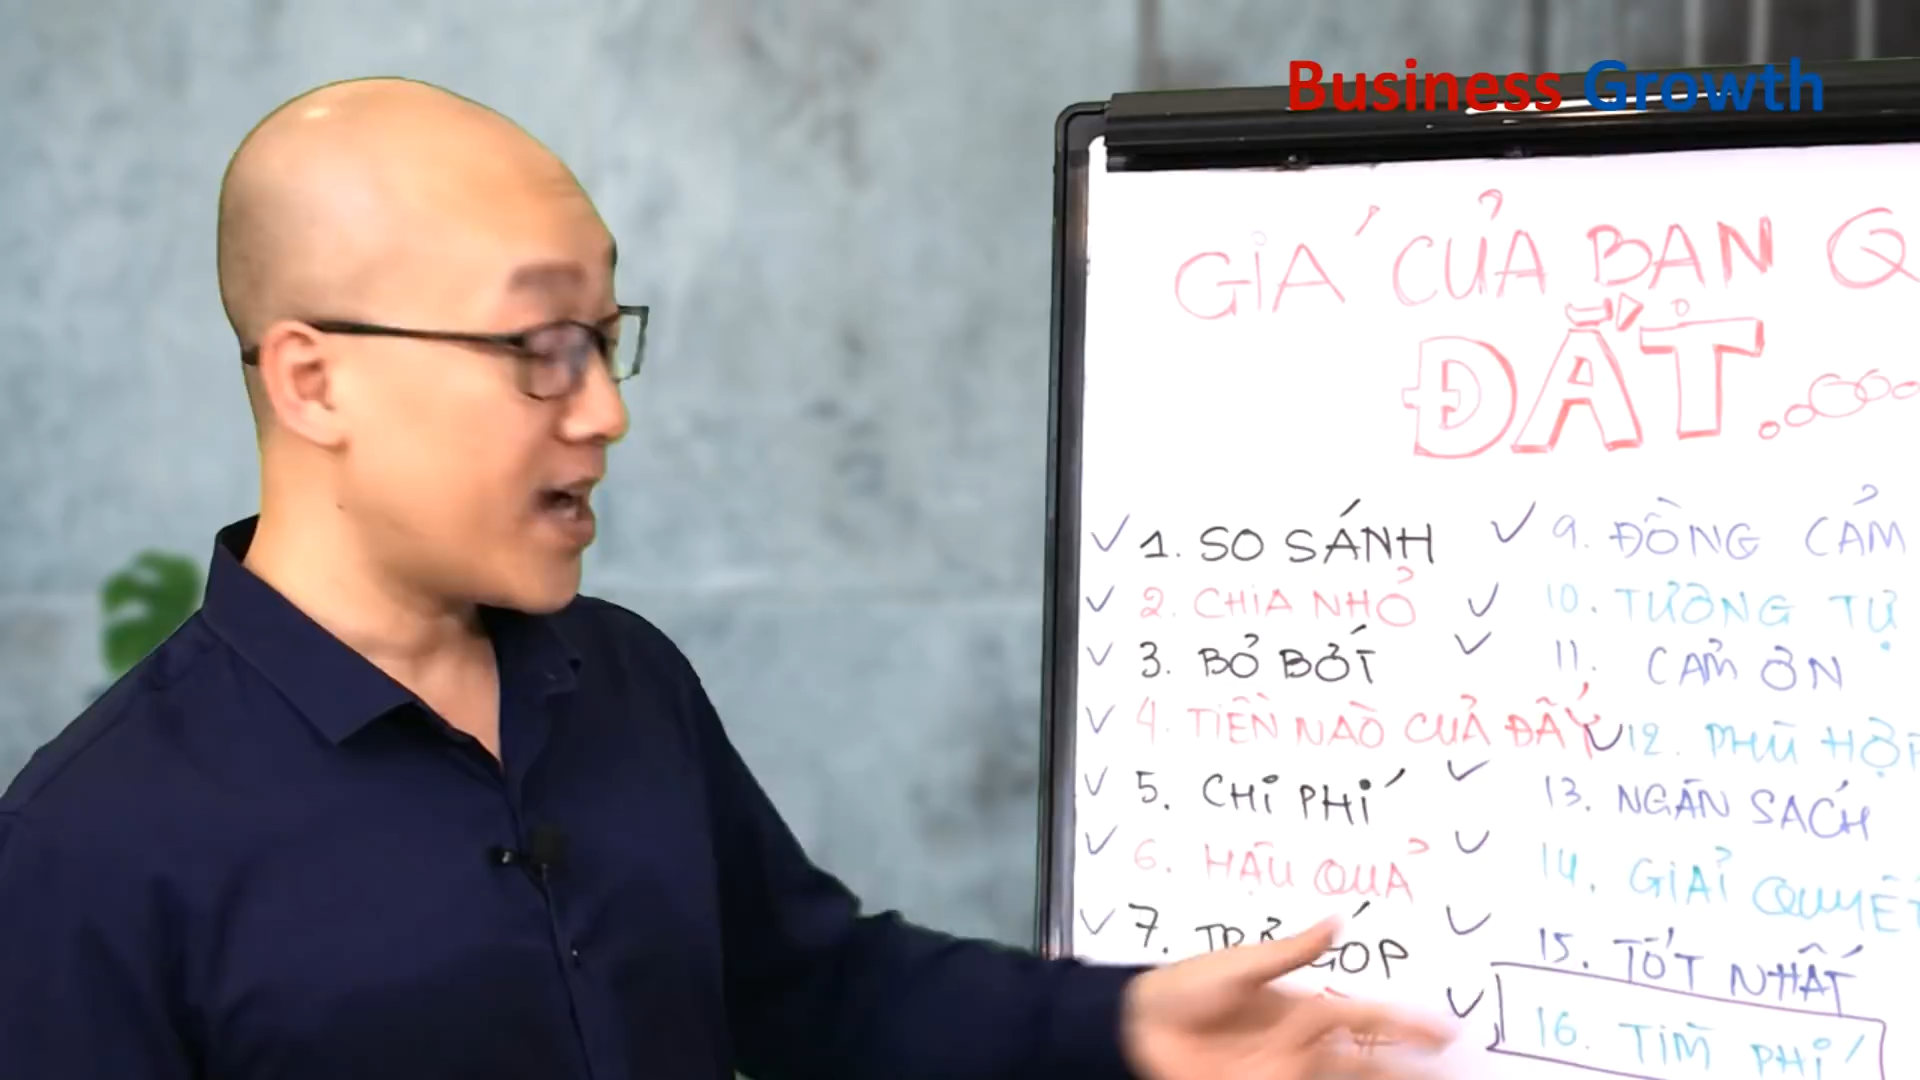 Business Growth
GIÁ CỦA BẠN Q
ĐẮT...
1. SO SÁNH
2. CHIA NHỎ
3. BỎ BỚT
4. TIỀN NÀO CỦA ĐẤY
5. CHI PHÍ
6. HẬU QUẢ
7. TRẢ GÓP
9. ĐỒNG CẢM
10. TƯƠNG TỰ
11. CẢM ƠN
12. PHÙ HỢP
13. NGÂN SÁCH
14. GIẢI QUYẾT
15. TỐT NHẤT
16. TÌM PHÍ